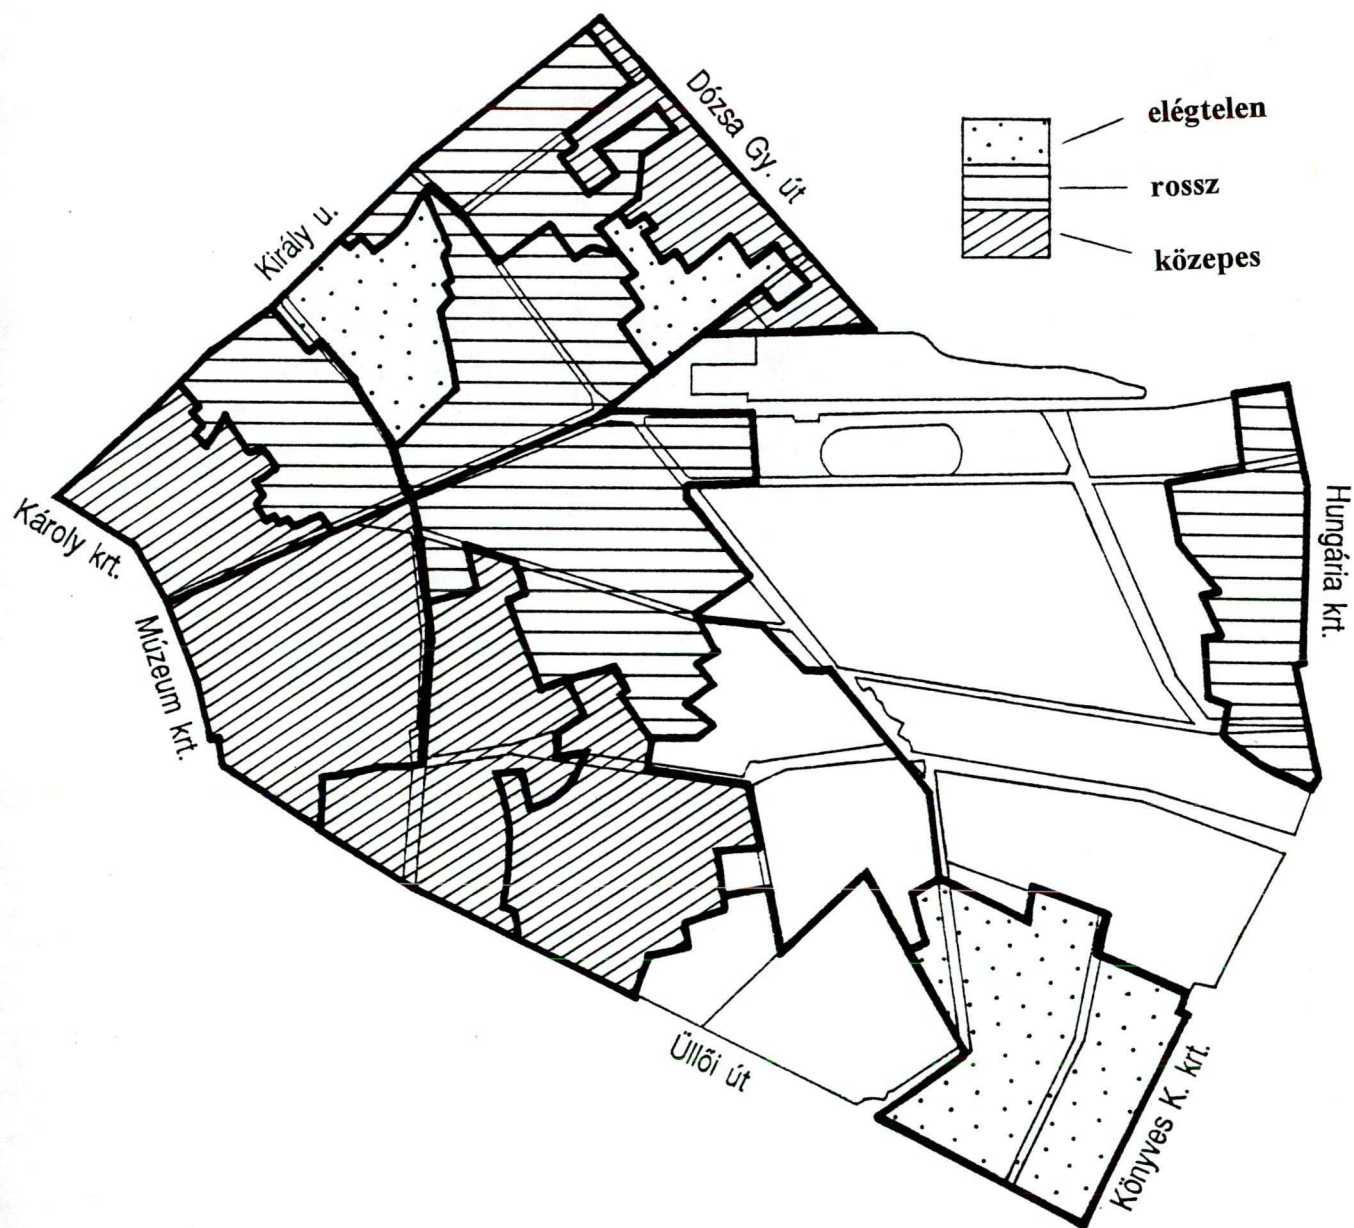 Dózsa Gy. út
elégtelen
rossz
közepes
Király u.
Károly krt.
Múzeum krt.
Hungária krt.
Üllői út
Könyves K. krt.